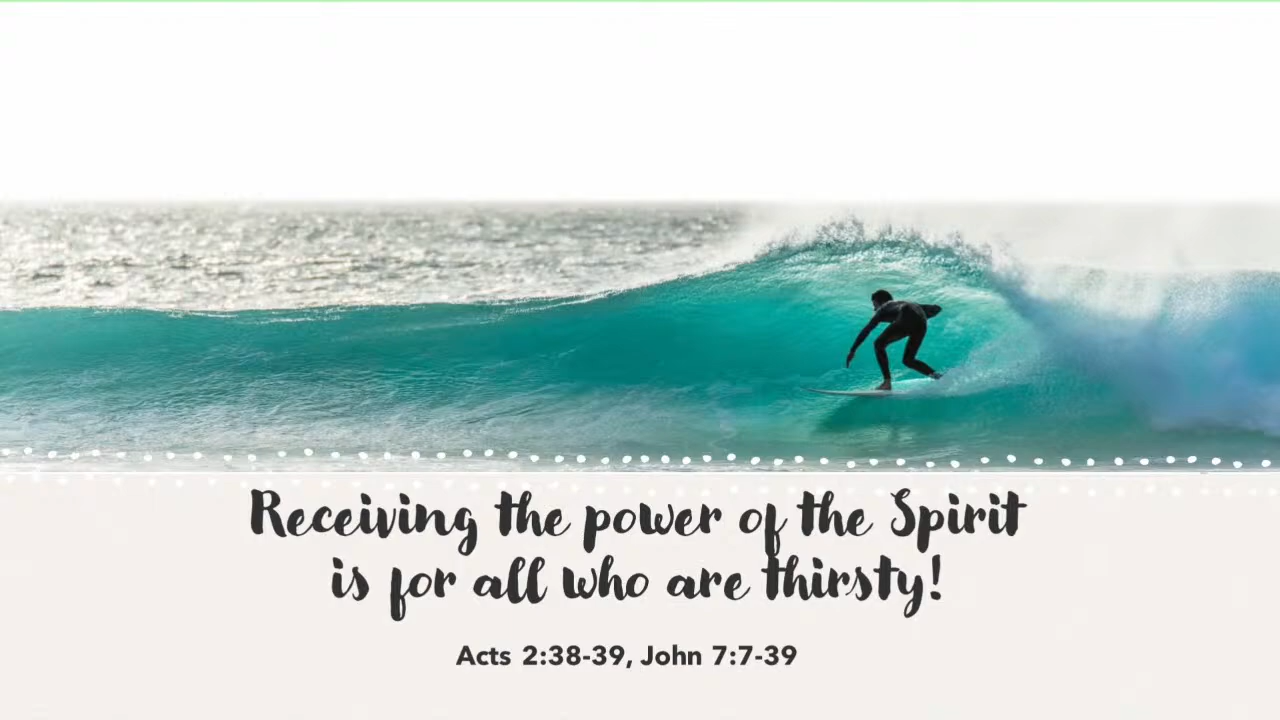 Receiving the power of the Spirit
is for all who are thirsty!
Acts 2:38-39, John 7:7-39